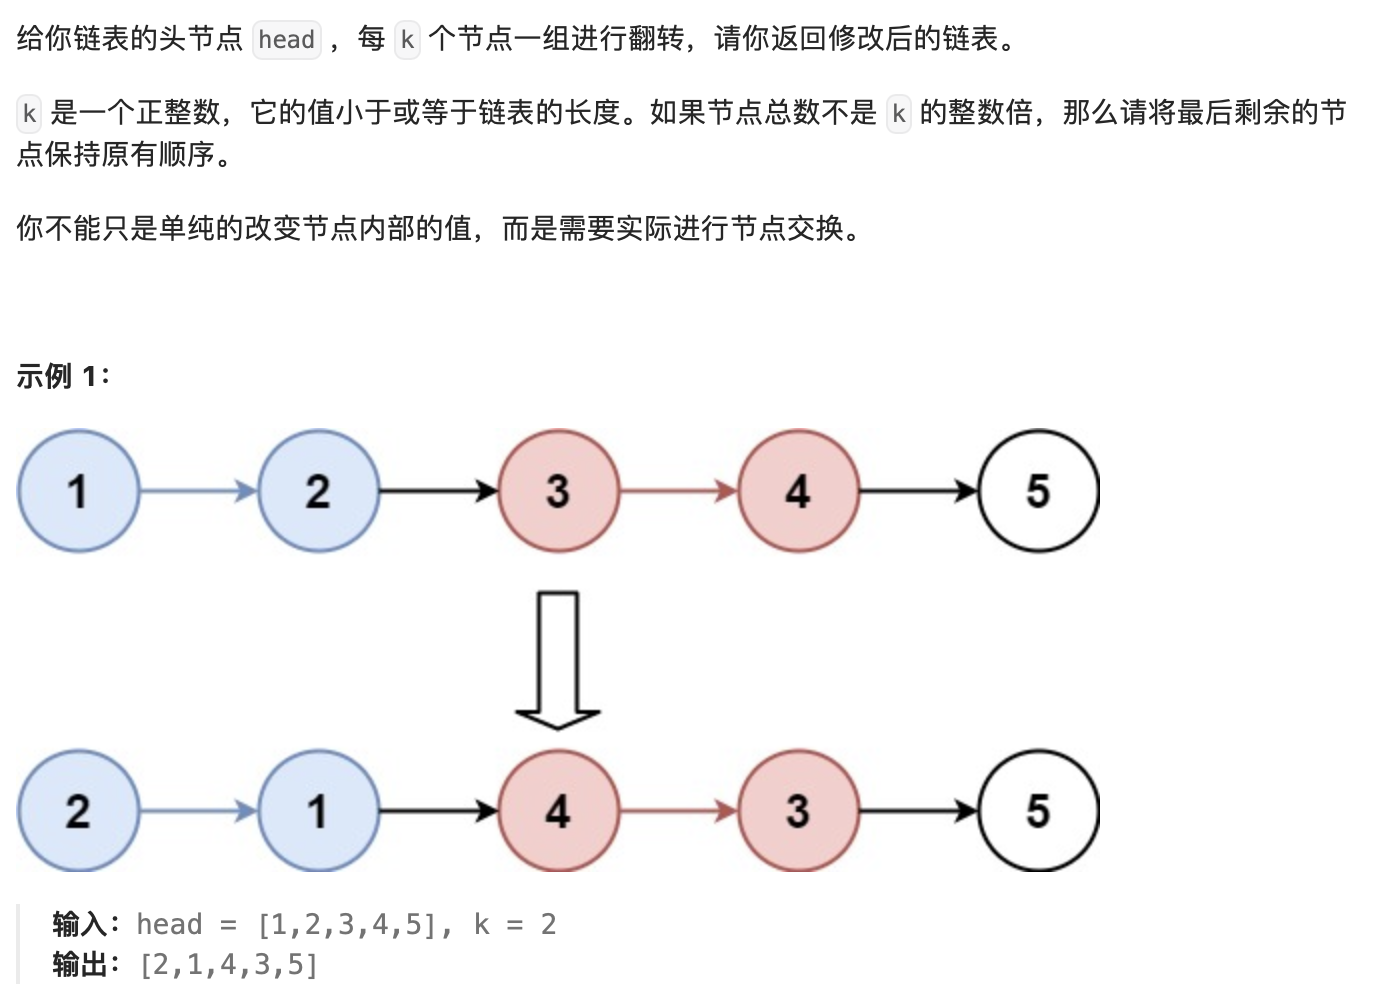 给你链表的头节点 head ，每 k 个节点一组进行翻转，请你返回修改后的链表。
k 是一个正整数，它的值小于或等于链表的长度。如果节点总数不是 k 的整数倍，那么请将最后剩余的节
点保持原有顺序。
你不能只是单纯的改变节点内部的值，而是需要实际进行节点交换。
示例 1：
1 2 3 4 5
2 1 4 3 5
输入：head = [1,2,3,4,5], k = 2
输出：[2,1,4,3,5]